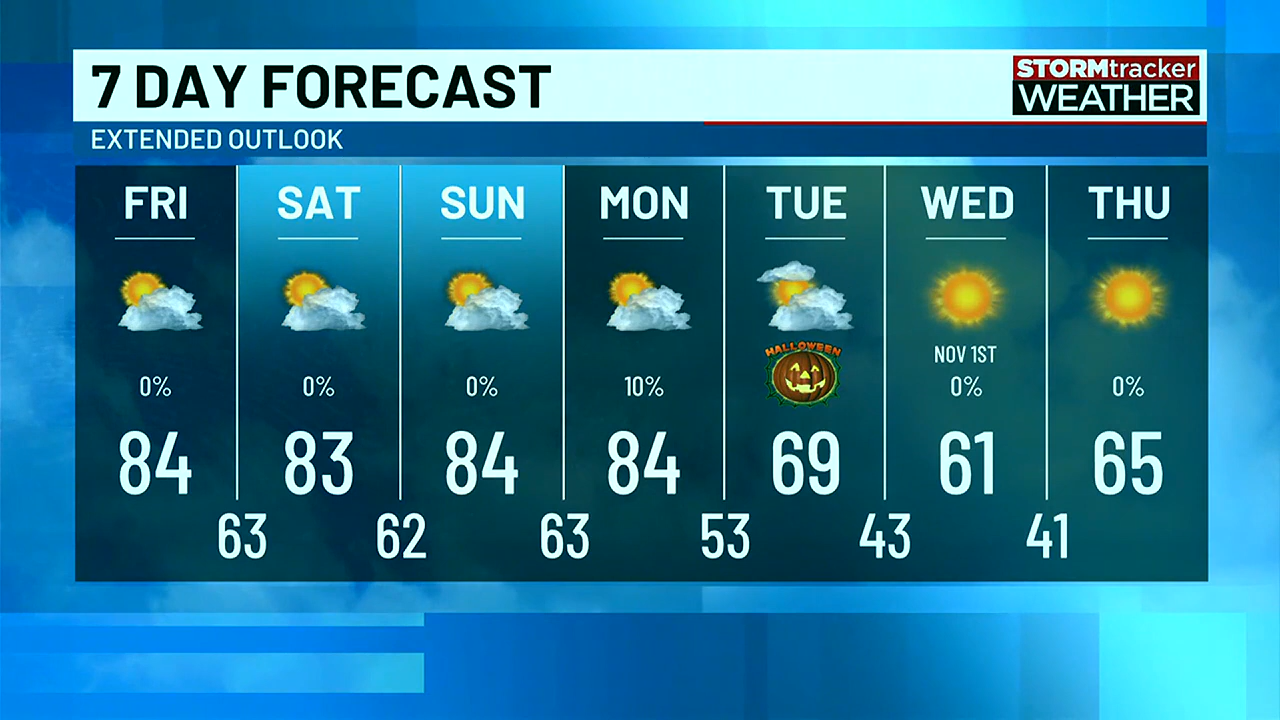 7 DAY FORECAST
STORMtracker
WEATHER
EXTENDED OUTLOOK
FRI SAT SUN MON TUE WED THU
HALLOWEEN
NOV 1ST
0% 0% 0% 10% 0% 0%
84 83 84 84 69 61 65
63 62 63 53 43 41